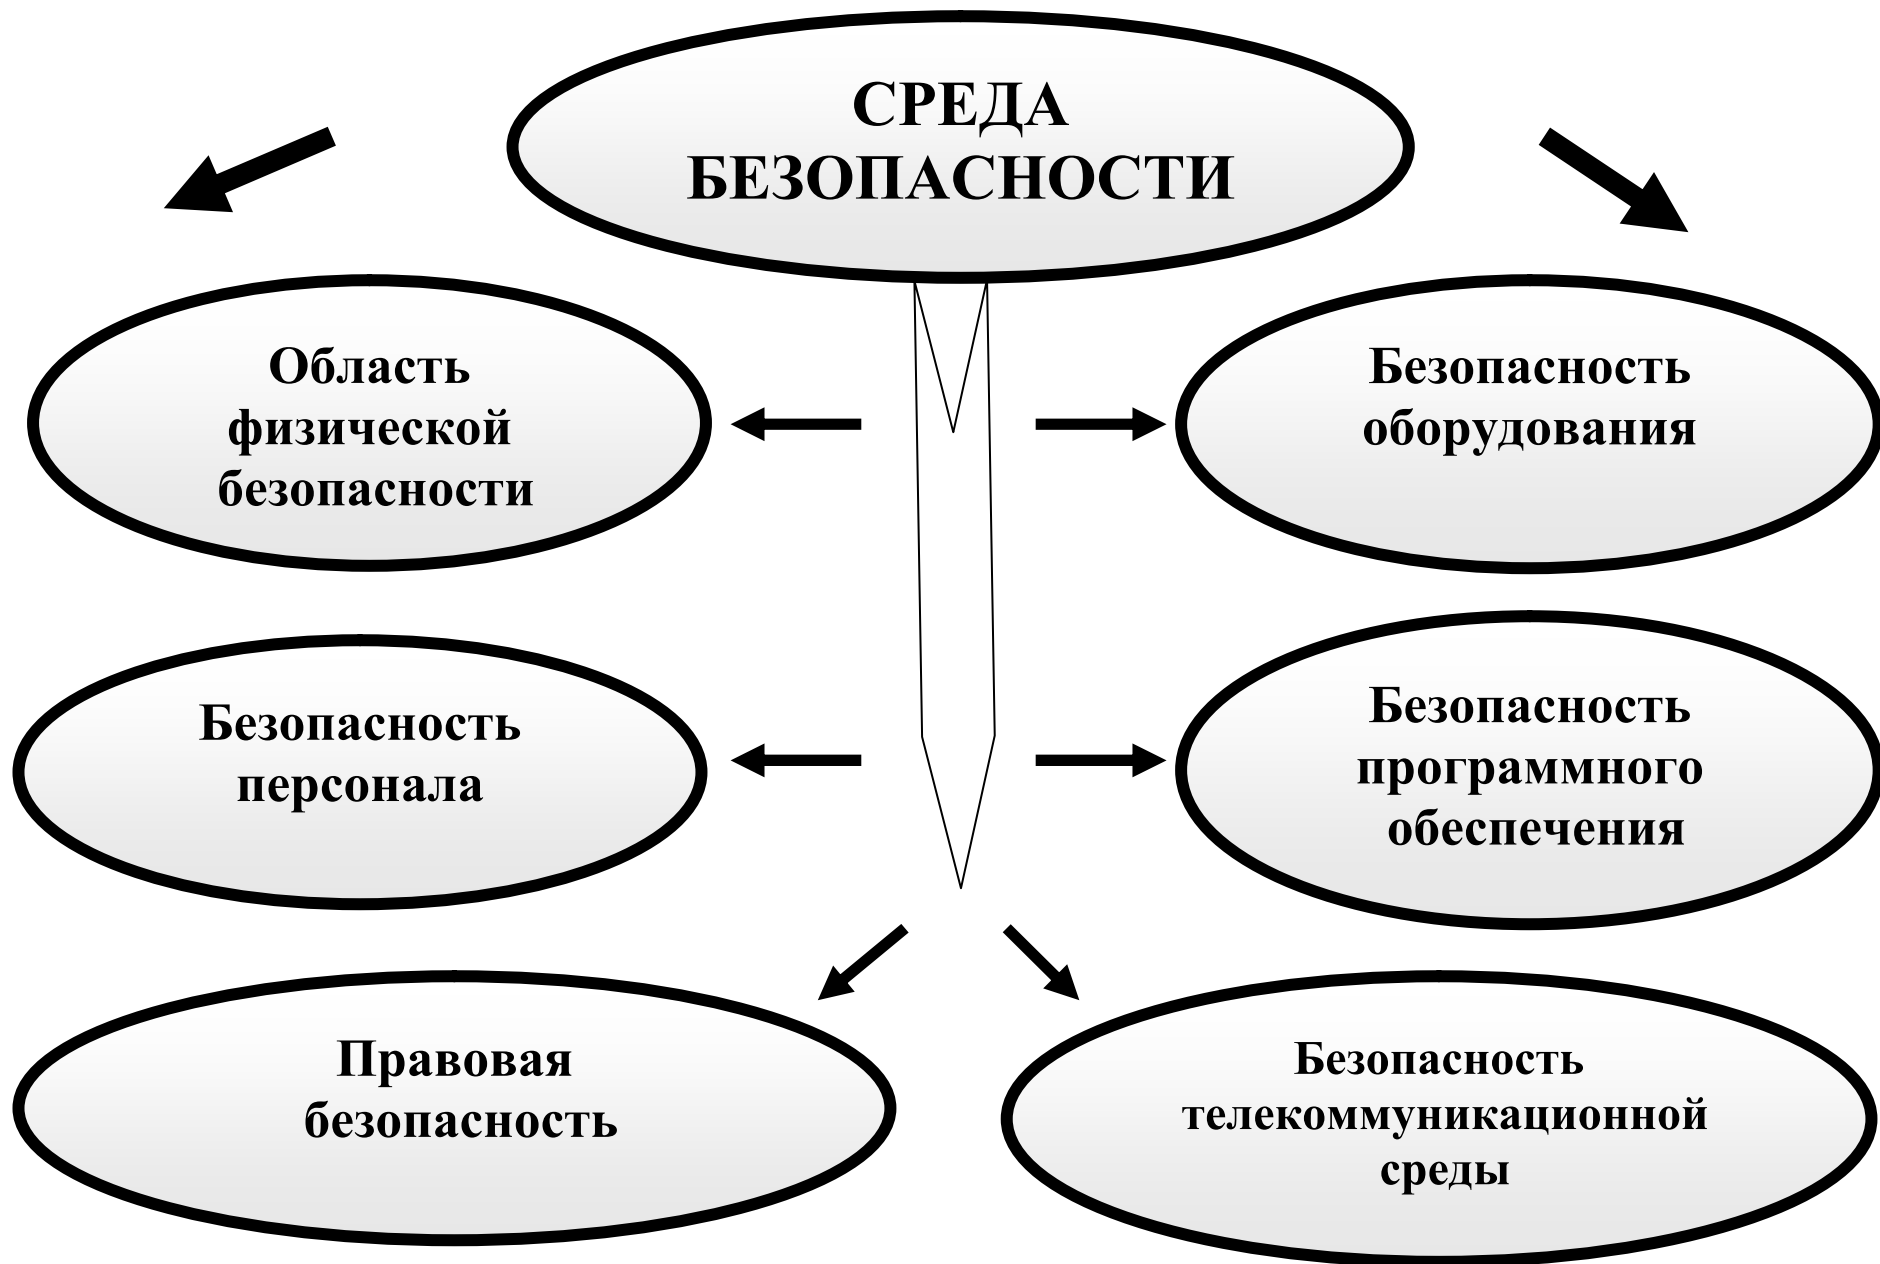 СРЕДА
БЕЗОПАСНОСТИ
Область
физической
безопасности
Безопасность
оборудования
Безопасность
персонала
Безопасность
программного
обеспечения
Правовая
безопасность
Безопасность
телекоммуникационной
среды